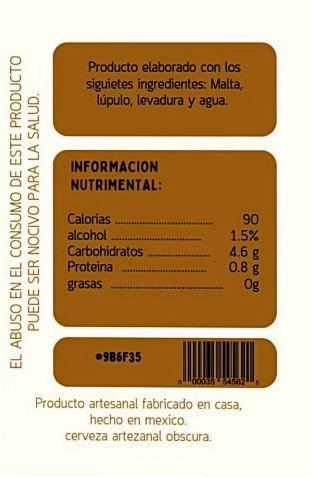 EL ABUSO EN EL CONSUMO DE ESTE PRODUCTO
PUEDE SER NOCIVO PARA LA SALUD.
Producto elaborado con los
siguietes ingredientes: Malta,
lúpulo, levadura y agua.
INFORMACION
NUTRIMENTAL:
Calorias ................................ 90
alcohol .............................. 1.5%
Carbohidratos .................... 4.6 g
Proteina ............................ 0.8 g
grasas .................................... 0g
#9B6F35
0 00035 54562 0
Producto artesanal fabricado en casa,
hecho en mexico.
cerveza artezanal obscura.